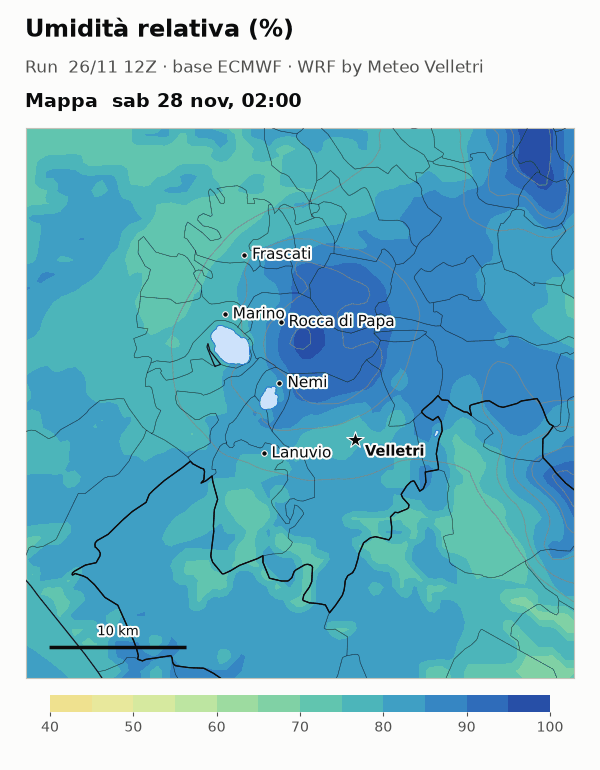 Umidità relativa (%)
Run  26/11 12Z · base ECMWF · WRF by Meteo Velletri
Mappa  sab 28 nov, 02:00
Frascati
Marino
Rocca di Papa
Nemi
Velletri
Lanuvio
10 km
40 50 60 70 80 90 100